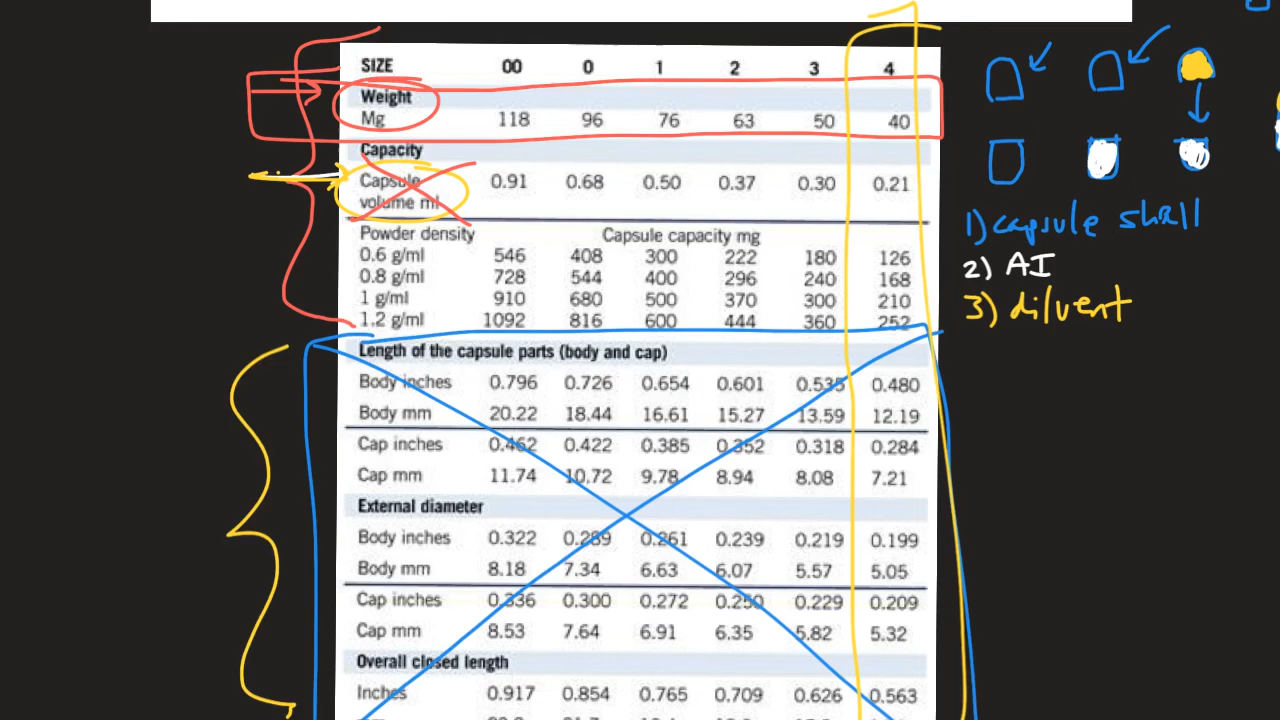 SIZE 00 0 1 2 3 4
Weight
Mg 118 96 76 63 50 40
Capacity
Capsule volume ml 0.91 0.68 0.50 0.37 0.30 0.21
Powder density Capsule capacity mg
0.6 g/ml 546 408 300 222 180 126
0.8 g/ml 728 544 400 296 240 168
1 g/ml 910 680 500 370 300 210
1.2 g/ml 1092 816 600 444 360 252
Length of the capsule parts (body and cap)
Body inches 0.796 0.726 0.654 0.601 0.535 0.480
Body mm 20.22 18.44 16.61 15.27 13.59 12.19
Cap inches 0.462 0.422 0.385 0.352 0.318 0.284
Cap mm 11.74 10.72 9.78 8.94 8.08 7.21
External diameter
Body inches 0.322 0.289 0.261 0.239 0.219 0.199
Body mm 8.18 7.34 6.63 6.07 5.57 5.05
Cap inches 0.336 0.300 0.272 0.250 0.229 0.209
Cap mm 8.53 7.64 6.91 6.35 5.82 5.32
Overall closed length
Inches 0.917 0.854 0.765 0.709 0.626 0.563
1) capsule shell
2) AI
3) diluent